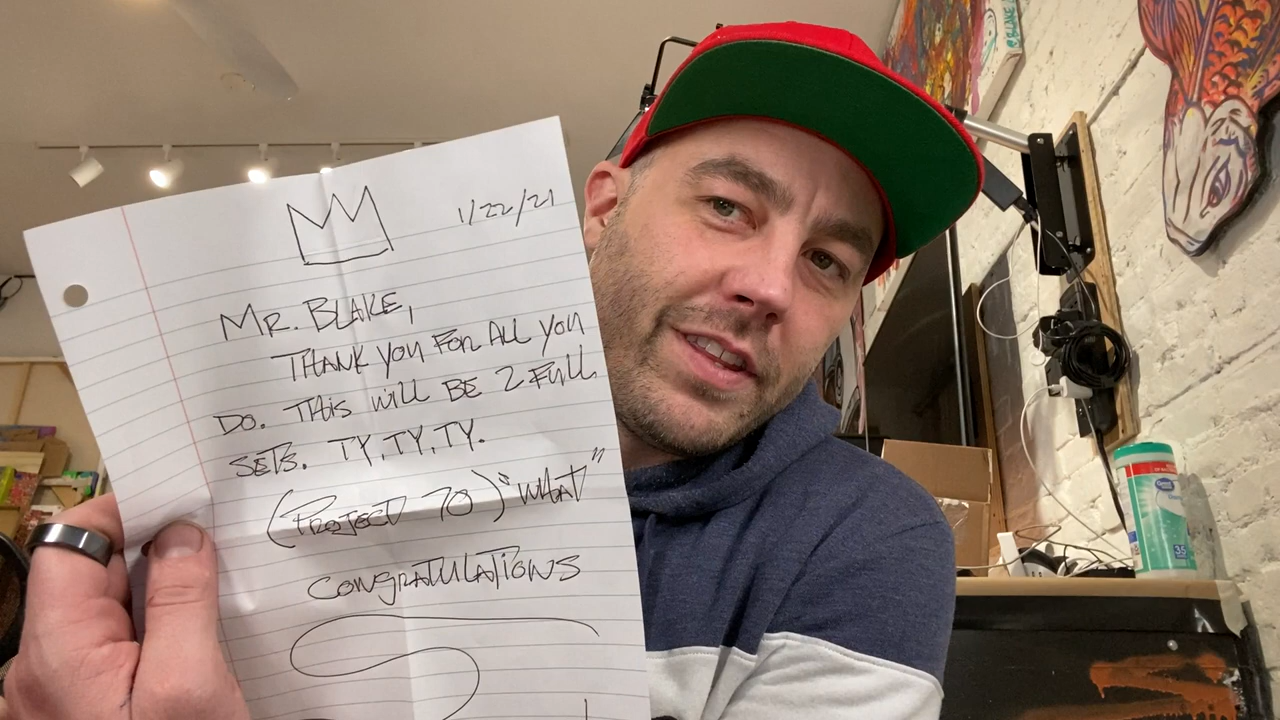 1/22/21
MR. BLAKE,
THANK YOU FOR ALL YOU
DO. THIS WILL BE 2 FULL
SETS. TY, TY, TY.
(PROJECT 70) "WHAT"
CONGRATULATIONS
35